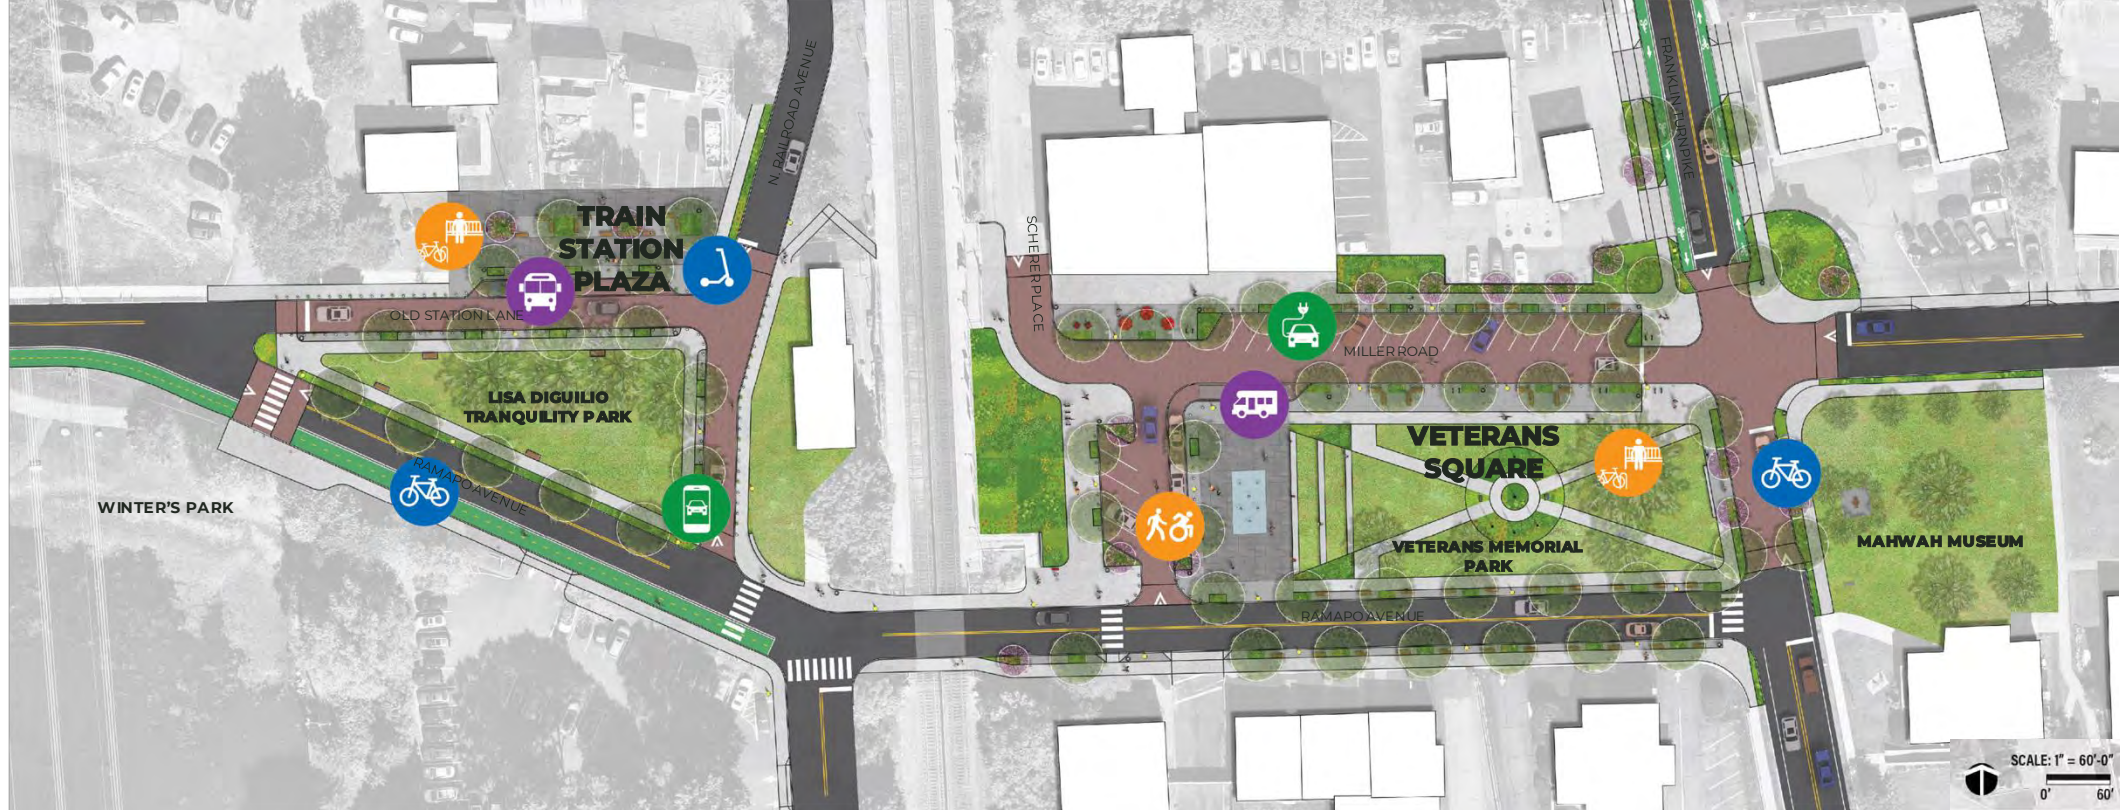 N. RAILROAD AVENUE
FRANKLIN TURNPIKE
TRAIN
STATION
PLAZA
SCHERER PLACE
OLD STATION LANE
MILLER ROAD
LISA DIGUILIO
TRANQUILITY PARK
VETERANS
SQUARE
RAMAPO AVENUE
WINTER'S PARK
VETERANS MEMORIAL
PARK
MAHWAH MUSEUM
RAMAPO AVENUE
SCALE: 1" = 60'-0"
0' 60'